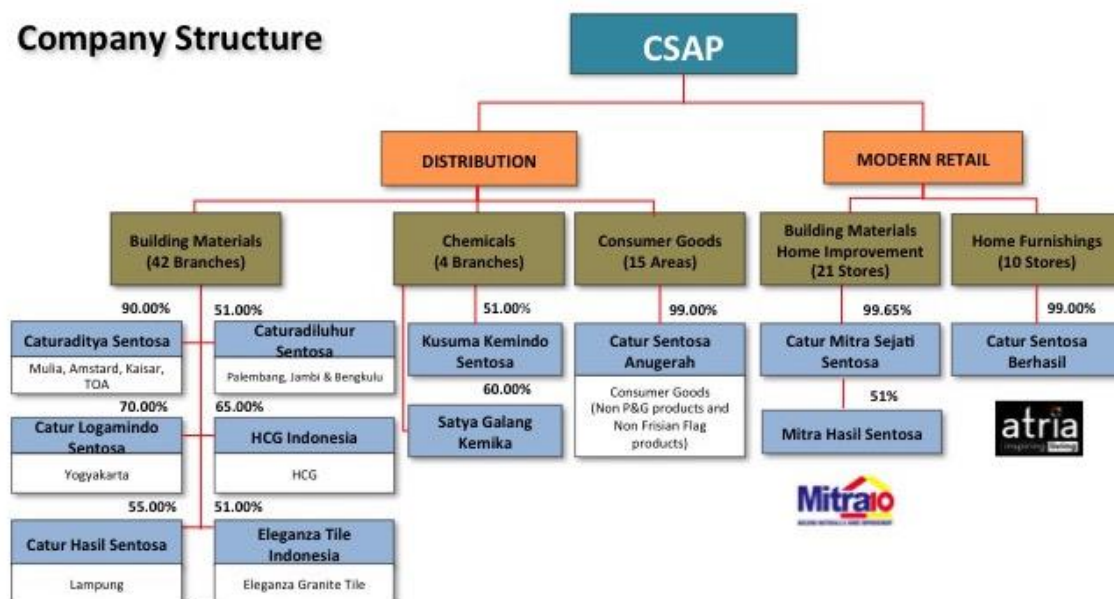 Company Structure
CSAP
DISTRIBUTION
MODERN RETAIL
Building Materials
(42 Branches)
Chemicals
(4 Branches)
Consumer Goods
(15 Areas)
Building Materials
Home Improvement
(21 Stores)
Home Furnishings
(10 Stores)
90.00%
Caturaditya Sentosa
Mulia, Amstard, Kaisar,
TOA
51.00%
Caturadiluhur
Sentosa
Palembang, Jambi & Bengkulu
70.00%
Catur Logamindo
Sentosa
Yogyakarta
65.00%
HCG Indonesia
HCG
55.00%
Catur Hasil Sentosa
Lampung
51.00%
Eleganza Tile
Indonesia
Eleganza Granite Tile
51.00%
Kusuma Kemindo
Sentosa
60.00%
Satya Galang
Kemika
99.00%
Catur Sentosa
Anugerah
Consumer Goods
(Non P&G products and
Non Frisian Flag
products)
99.65%
Catur Mitra Sejati
Sentosa
51%
Mitra Hasil Sentosa
Mitra10
99.00%
Catur Sentosa
Berhasil
atria
inspiring living